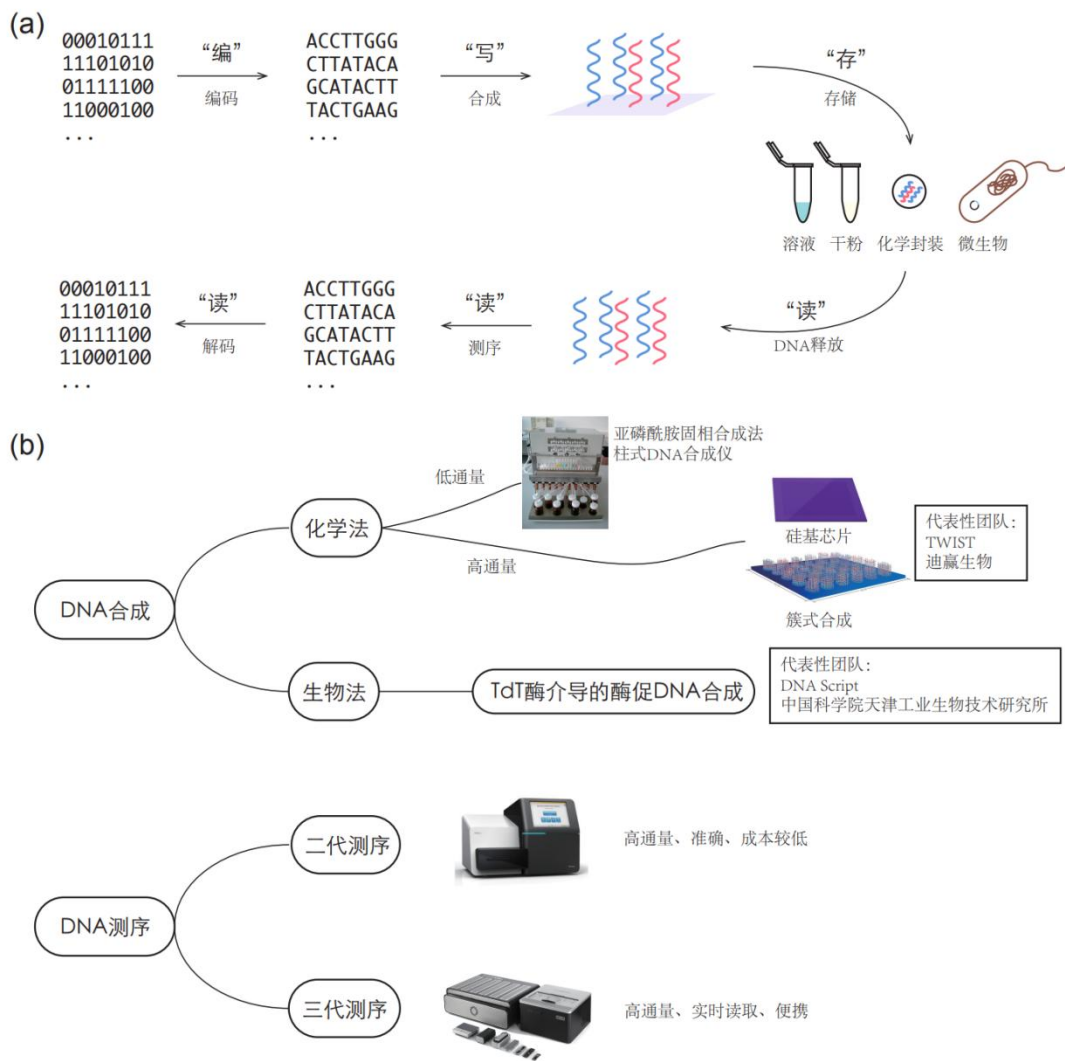 (a)
00010111
11101010
01111100
11000100
...
“编”
编码
ACCTTGGG
CTTATACA
GCATACTT
TACTGAAG
...
“写”
合成
“存”
存储
溶液 干粉 化学封装 微生物
00010111
11101010
01111100
11000100
...
“读”
解码
ACCTTGGG
CTTATACA
GCATACTT
TACTGAAG
...
“读”
测序
“读”
DNA释放
(b)
DNA合成
化学法
低通量
亚磷酰胺固相合成法
柱式DNA合成仪
高通量
硅基芯片
簇式合成
代表性团队：
TWIST
迪赢生物
生物法
TdT酶介导的酶促DNA合成
代表性团队：
DNA Script
中国科学院天津工业生物技术研究所
DNA测序
二代测序
高通量、准确、成本较低
三代测序
高通量、实时读取、便携